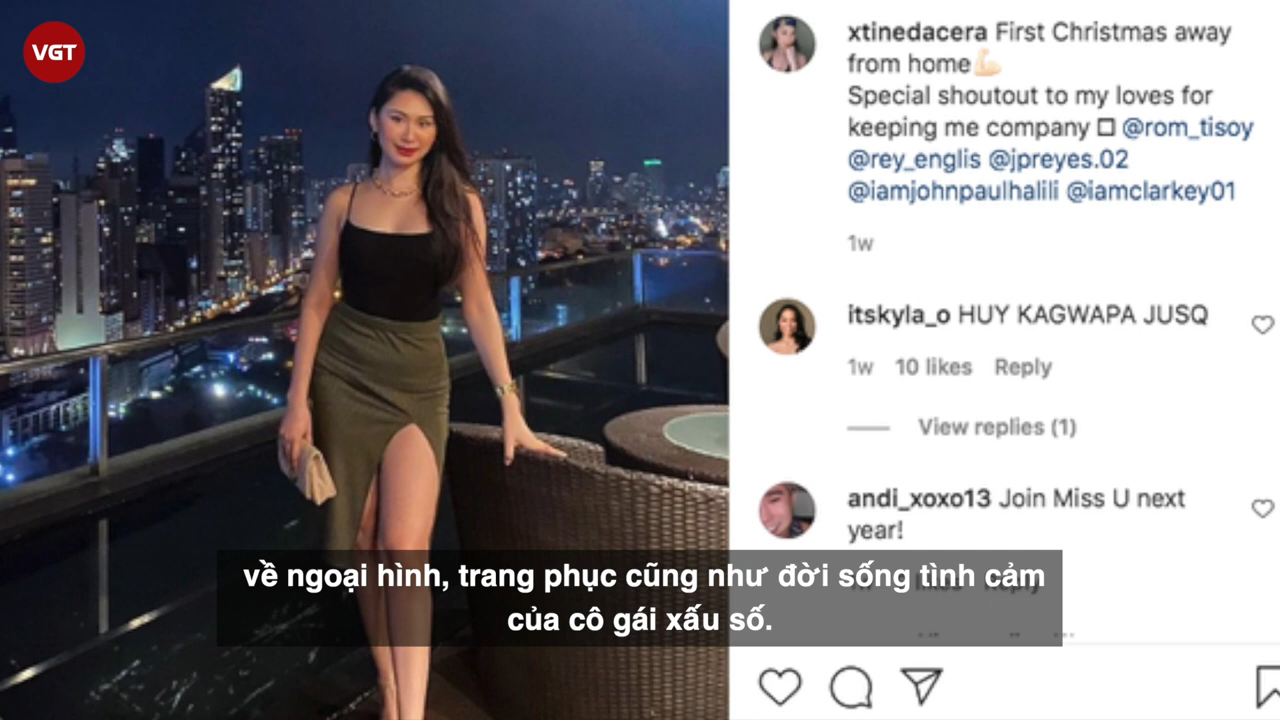 VGT
xtinedacera First Christmas away
from home💪🏻
Special shoutout to my loves for
keeping me company □ @rom_tisoy
@rey_englis @jpreyes.02
@iamjohnpaulhalili @iamclarkey01
1w
itskyla_o HUY KAGWAPA JUSQ
1w 10 likes Reply
View replies (1)
andi_xoxo13 Join Miss U next
year!
về ngoại hình, trang phục cũng như đời sống tình cảm
của cô gái xấu số.